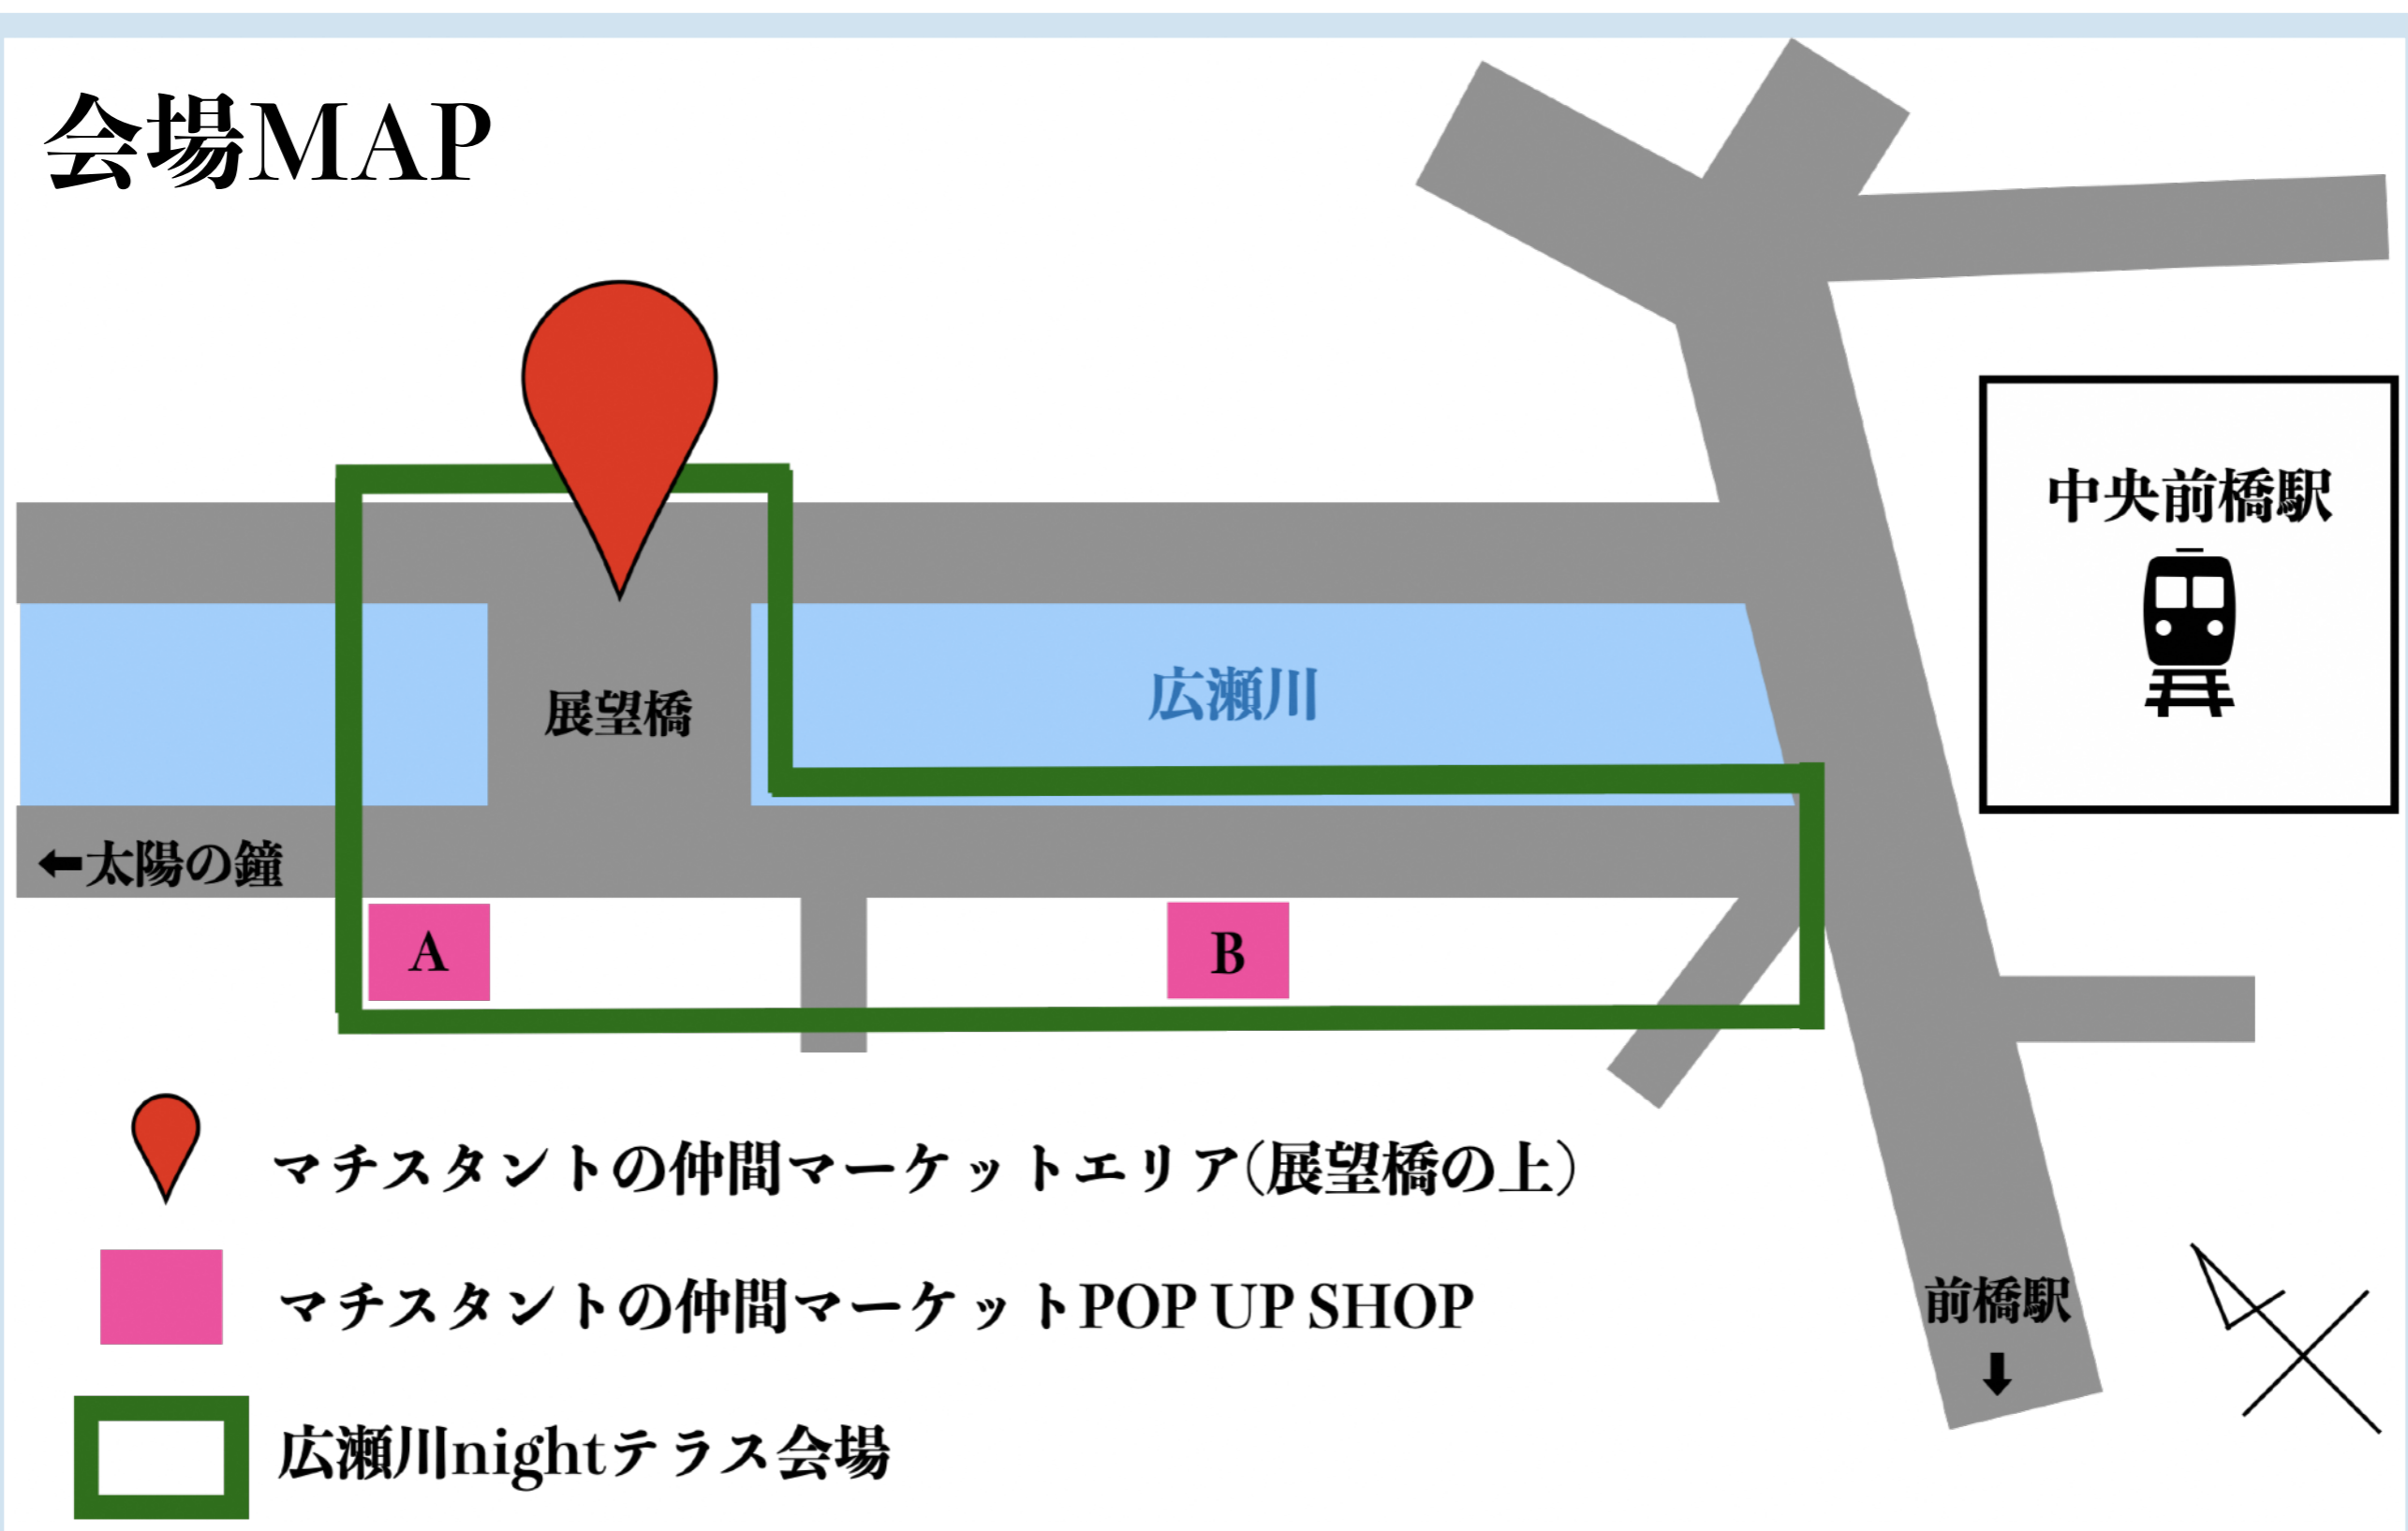 会場MAP
中央前橋駅
広瀬川
展望橋
←太陽の鐘
A
B
マチスタントの仲間マーケットエリア(展望橋の上)
マチスタントの仲間マーケットPOP UP SHOP
前橋駅
↓
広瀬川nightテラス会場